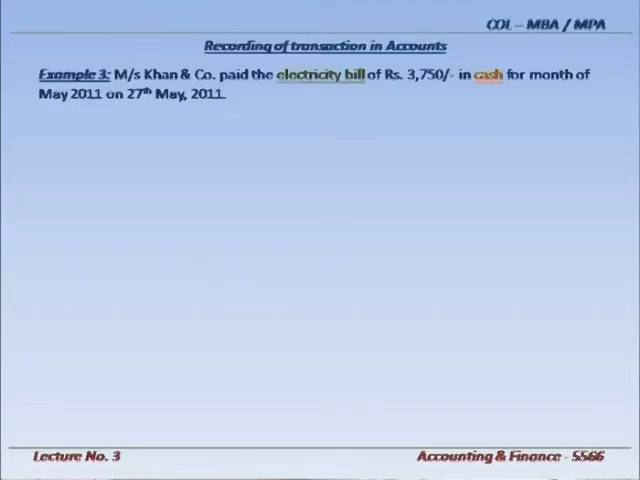 COL – MBA / MPA
Recording of transaction in Accounts
Example 3: M/s Khan & Co. paid the electricity bill of Rs. 3,750/- in cash for month of
May 2011 on 27th May, 2011.
Lecture No. 3
Accounting & Finance - 5566